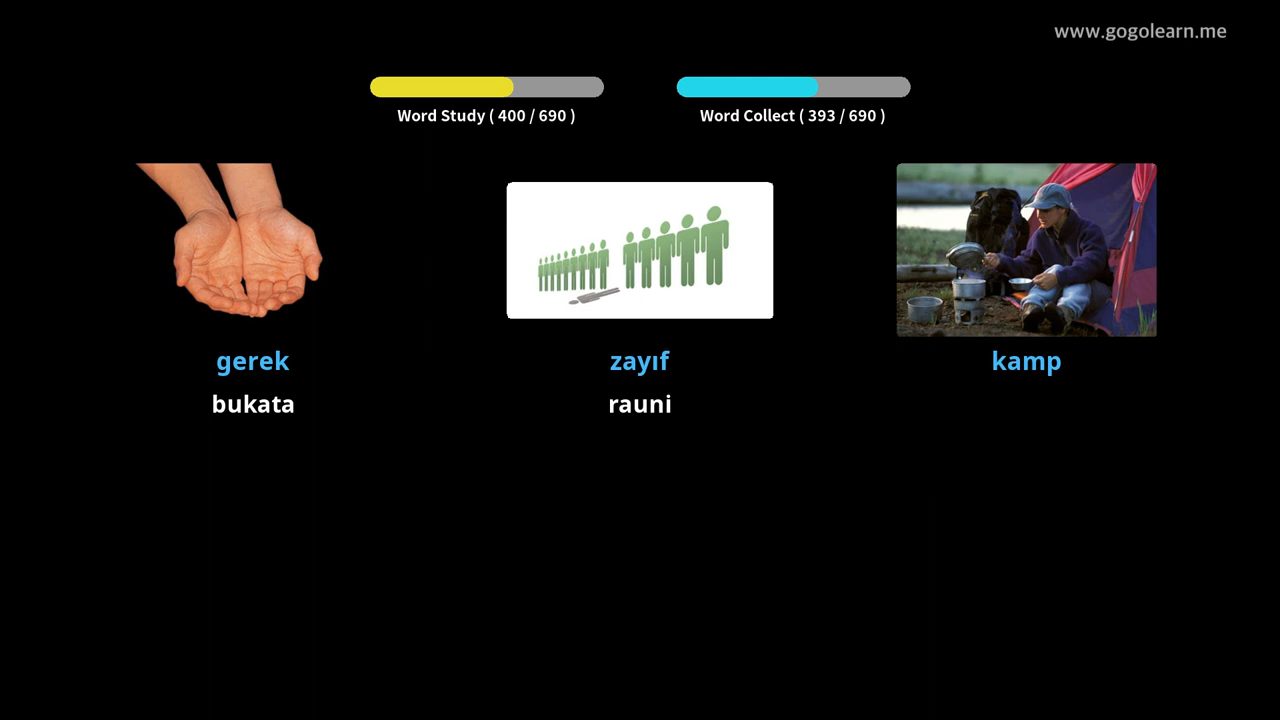 www.gogolearn.me
Word Study ( 400 / 690 )
Word Collect ( 393 / 690 )
gerek
zayıf
kamp
bukata
rauni